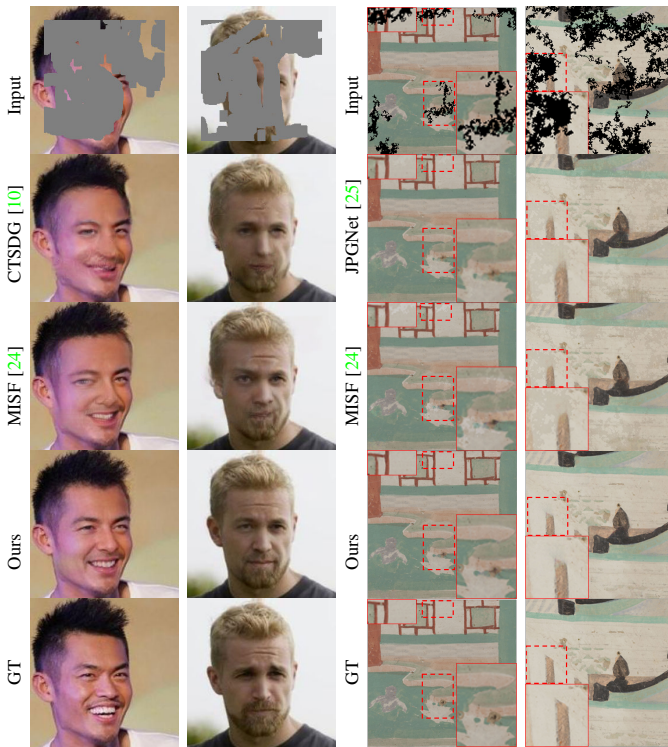 Input
Input
CTSDG [10]
JPGNet [25]
MISF [24]
MISF [24]
Ours
Ours
GT
GT